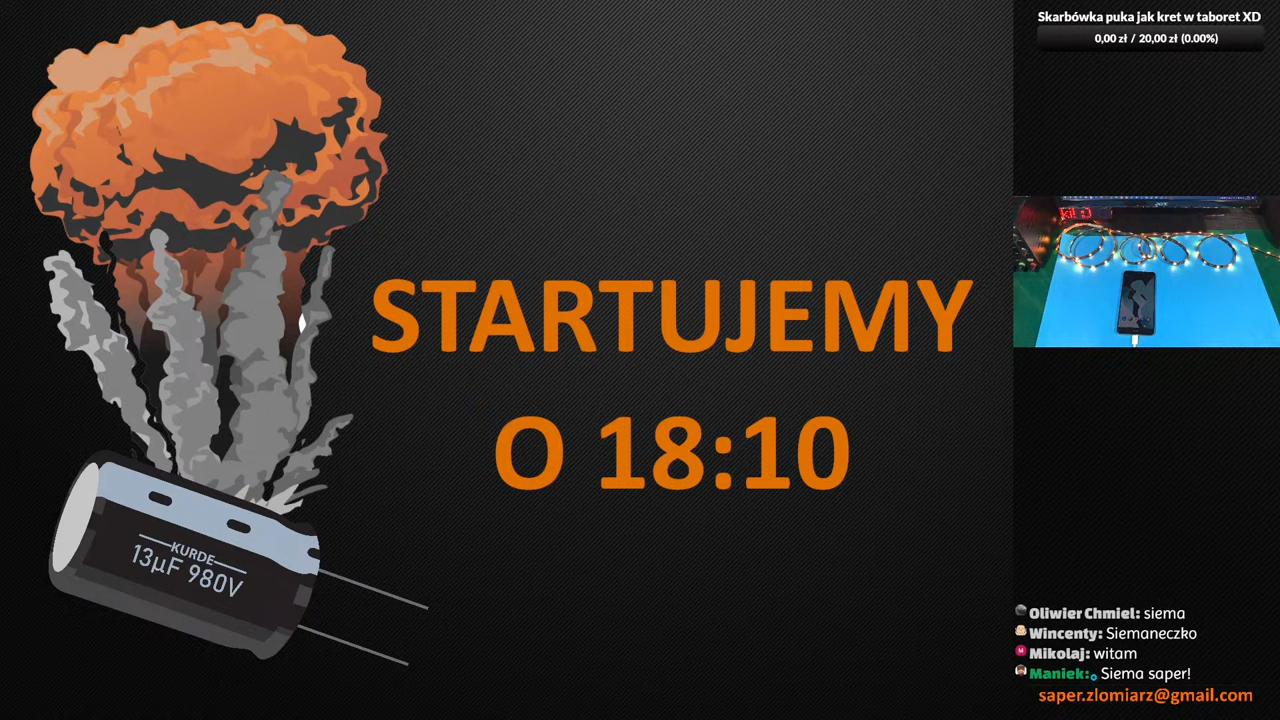 Skarbówka puka jak kret w taboret XD
0,00 zł / 20,00 zł (0.00%)
STARTUJEMY
O 18:10
KURDE
13µF 980V
Oliwier Chmiel: siema
Wincenty: Siemaneczko
Mikolaj: witam
Maniek: Siema saper!
saper.zlomiarz@gmail.com